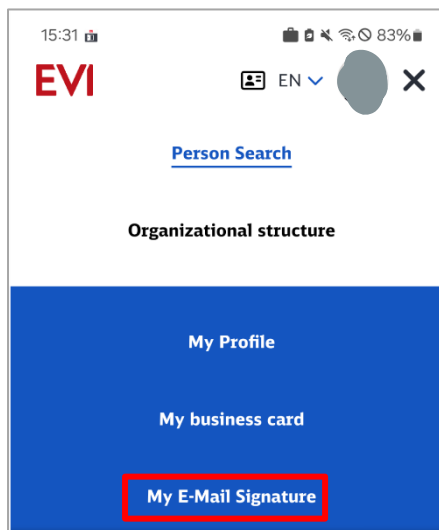 15:31 83%
EVI EN
Person Search
Organizational structure
My Profile
My business card
My E-Mail Signature